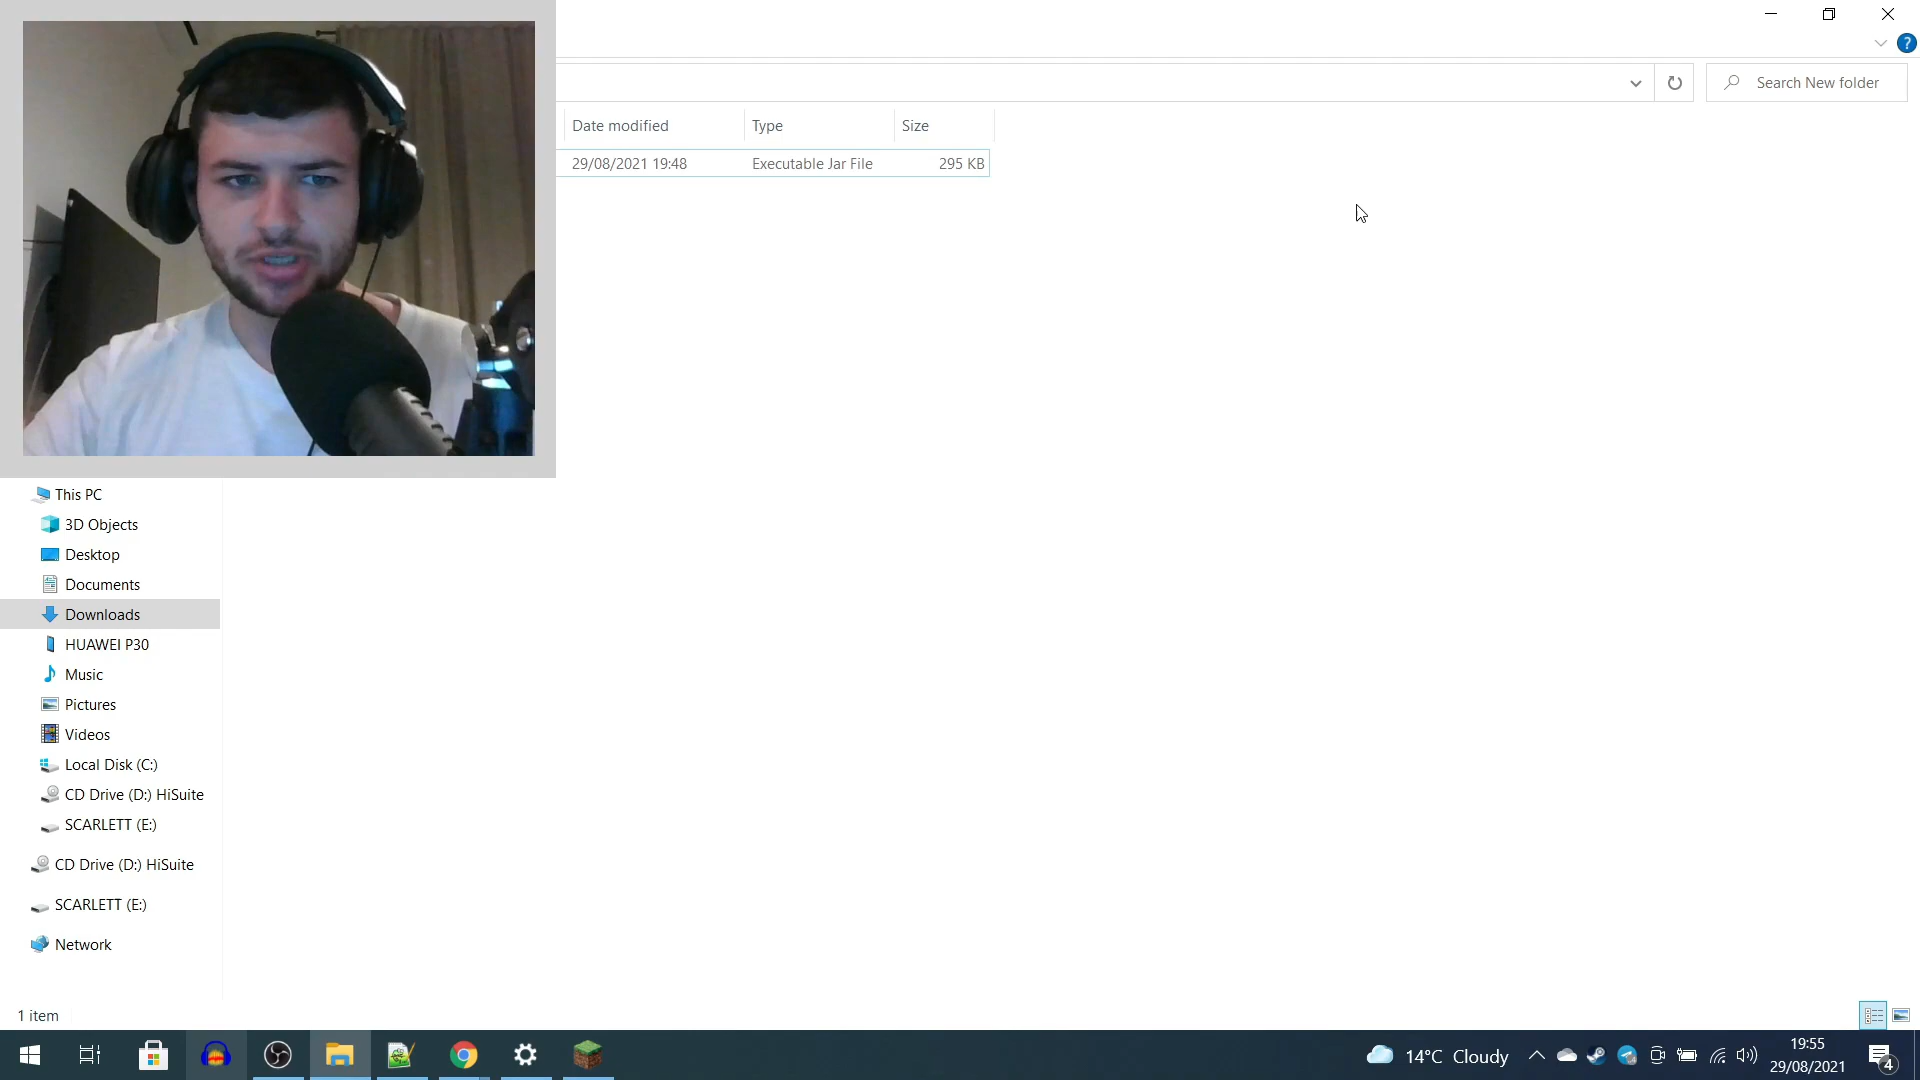 Search New folder
Date modified Type Size
29/08/2021 19:48 Executable Jar File 295 KB
This PC
3D Objects
Desktop
Documents
Downloads
HUAWEI P30
Music
Pictures
Videos
Local Disk (C:)
CD Drive (D:) HiSuite
SCARLETT (E:)
CD Drive (D:) HiSuite
SCARLETT (E:)
Network
1 item
14°C Cloudy
19:55
29/08/2021
4